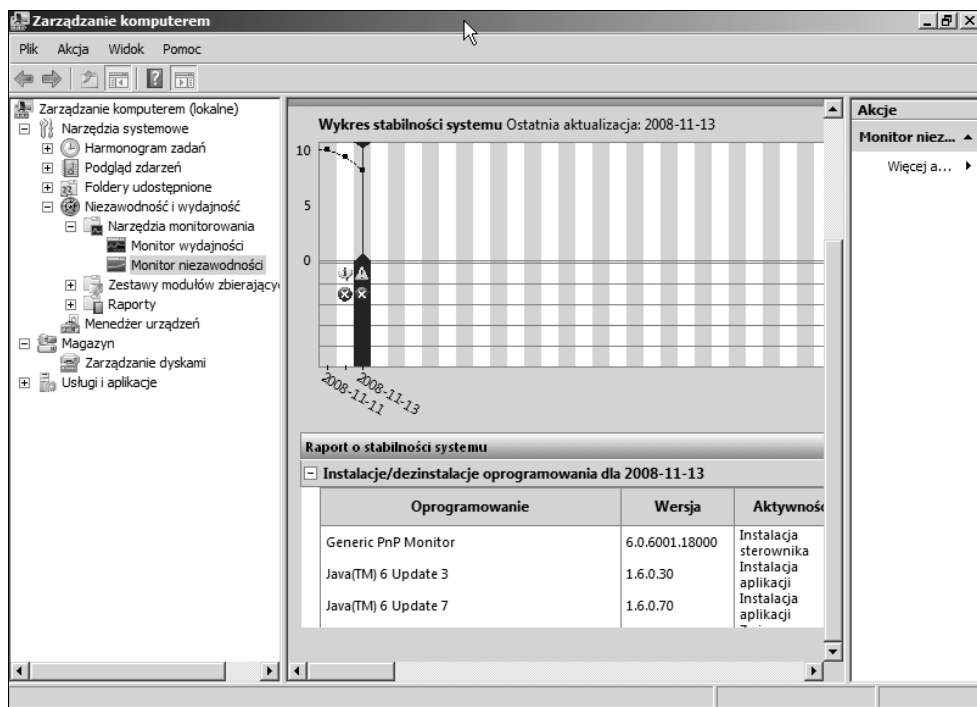 Zarządzanie komputerem
Plik Akcja Widok Pomoc
Zarządzanie komputerem (lokalne)
Narzędzia systemowe
Harmonogram zadań
Podgląd zdarzeń
Foldery udostępnione
Niezawodność i wydajność
Narzędzia monitorowania
Monitor wydajności
Monitor niezawodności
Zestawy modułów zbierający
Raporty
Menedżer urządzeń
Magazyn
Zarządzanie dyskami
Usługi i aplikacje
Wykres stabilności systemu Ostatnia aktualizacja: 2008-11-13
10
5
0
2008-11-11
2008-11-13
Raport o stabilności systemu
Instalacje/dezinstalacje oprogramowania dla 2008-11-13
Oprogramowanie Wersja Aktywnoś
Generic PnP Monitor 6.0.6001.18000 Instalacja
sterownika
Java(TM) 6 Update 3 1.6.0.30 Instalacja
aplikacji
Java(TM) 6 Update 7 1.6.0.70 Instalacja
aplikacji
Akcje
Monitor niez...
Więcej a...